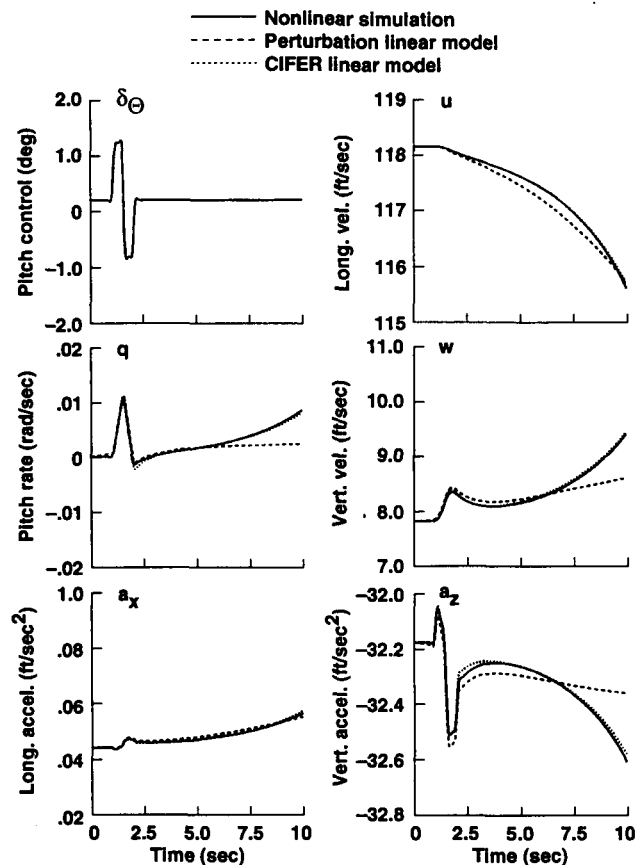 Nonlinear simulation
Perturbation linear model
CIFER linear model
δΘ
2.0
1.0
0
−1.0
−2.0
Pitch control (deg)
u
119
118
117
116
115
Long. vel. (ft/sec)
q
.02
.01
0
−.01
−.02
Pitch rate (rad/sec)
w
11.0
10.0
9.0
8.0
7.0
Vert. vel. (ft/sec)
ax
1.0
.08
.06
.04
.02
Long. accel. (ft/sec2)
0 2.5 5.0 7.5 10
Time (sec)
az
−32.0
−32.2
−32.4
−32.6
−32.8
Vert. accel. (ft/sec2)
0 2.5 5.0 7.5 10
Time (sec)